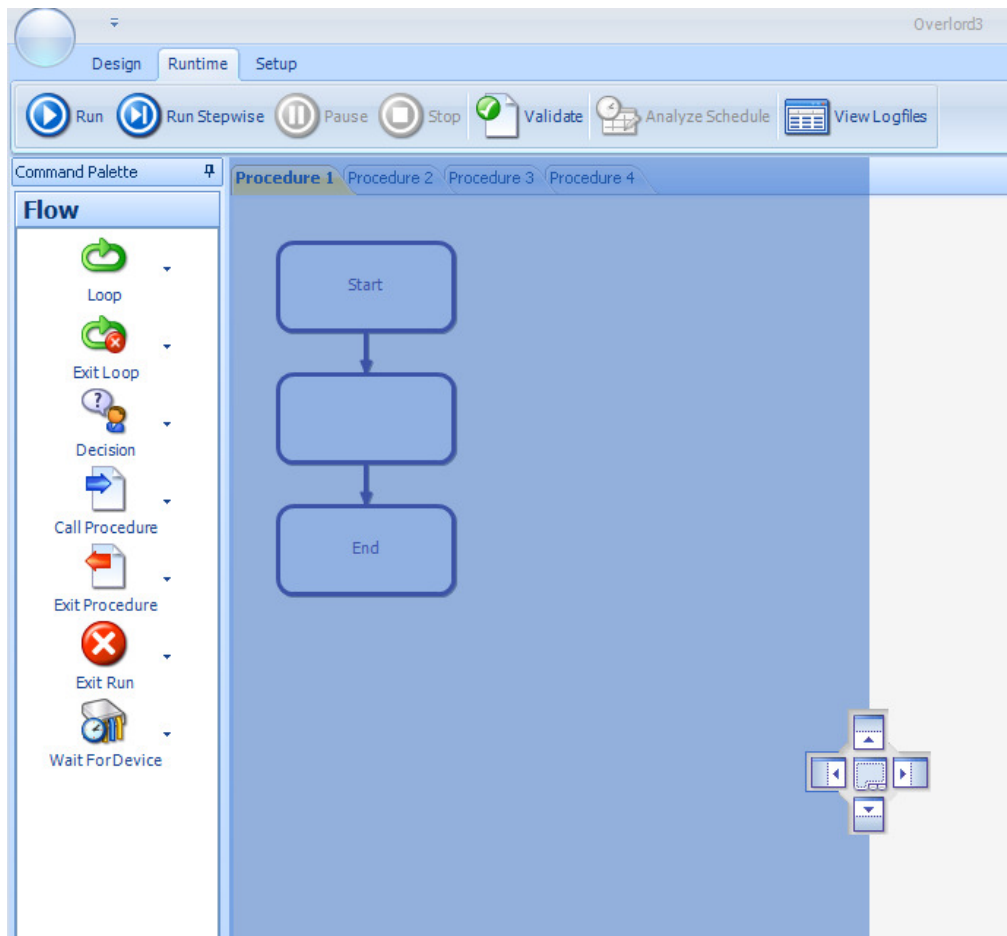 Overlord3
Design Runtime Setup
Run Run Stepwise Pause Stop Validate Analyze Schedule View Logfiles
Command Palette
Procedure 1 Procedure 2 Procedure 3 Procedure 4
Flow
Start
Loop
Exit Loop
Decision
Call Procedure
End
Exit Procedure
Exit Run
Wait For Device